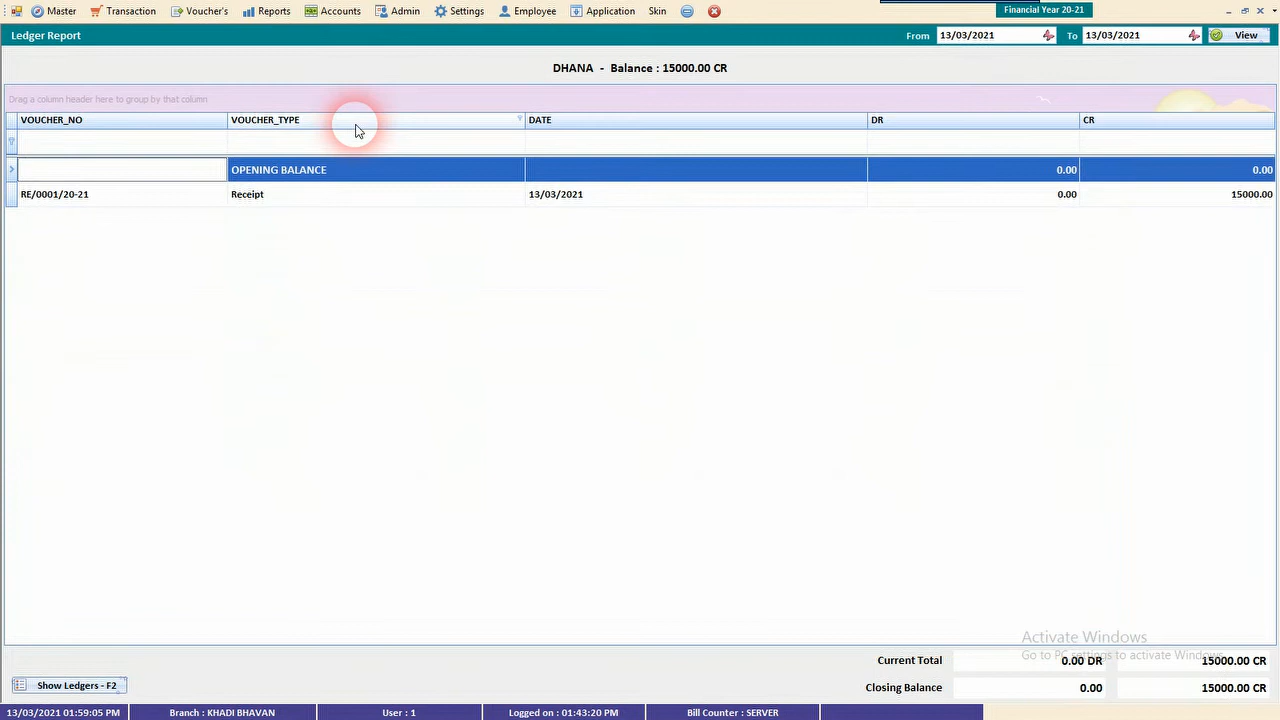 Master Transaction Voucher's Reports Accounts Admin Settings Employee Application Skin Financial Year 20-21
Ledger Report From 13/03/2021 To 13/03/2021 View
DHANA - Balance : 15000.00 CR
Drag a column header here to group by that column
VOUCHER_NO VOUCHER_TYPE DATE DR CR
OPENING BALANCE 0.00 0.00
RE/0001/20-21 Receipt 13/03/2021 0.00 15000.00
Activate Windows
Go to PC settings to activate Windows.
Current Total 0.00 DR 15000.00 CR
Closing Balance 0.00 15000.00 CR
Show Ledgers - F2
13/03/2021 01:59:05 PM Branch : KHADI BHAVAN User : 1 Logged on : 01:43:20 PM Bill Counter : SERVER